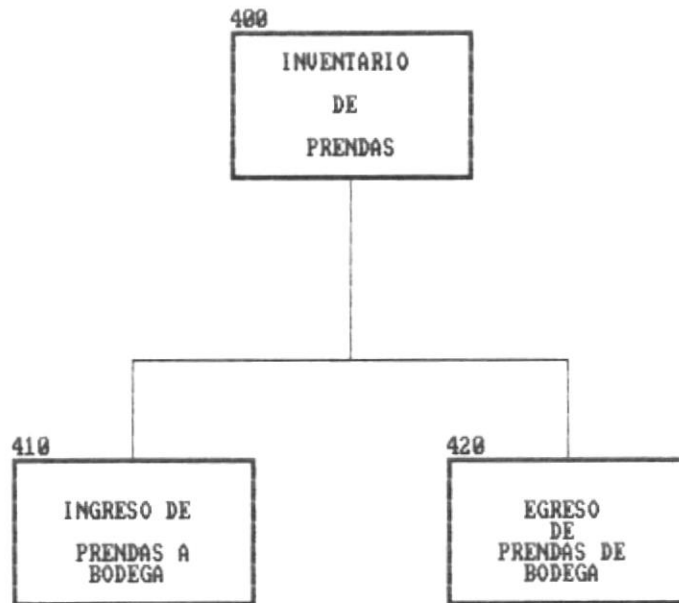 400
INVENTARIO
DE
PRENDAS
410
INGRESO DE
PRENDAS A
BODEGA
420
EGRESO
DE
PRENDAS DE
BODEGA